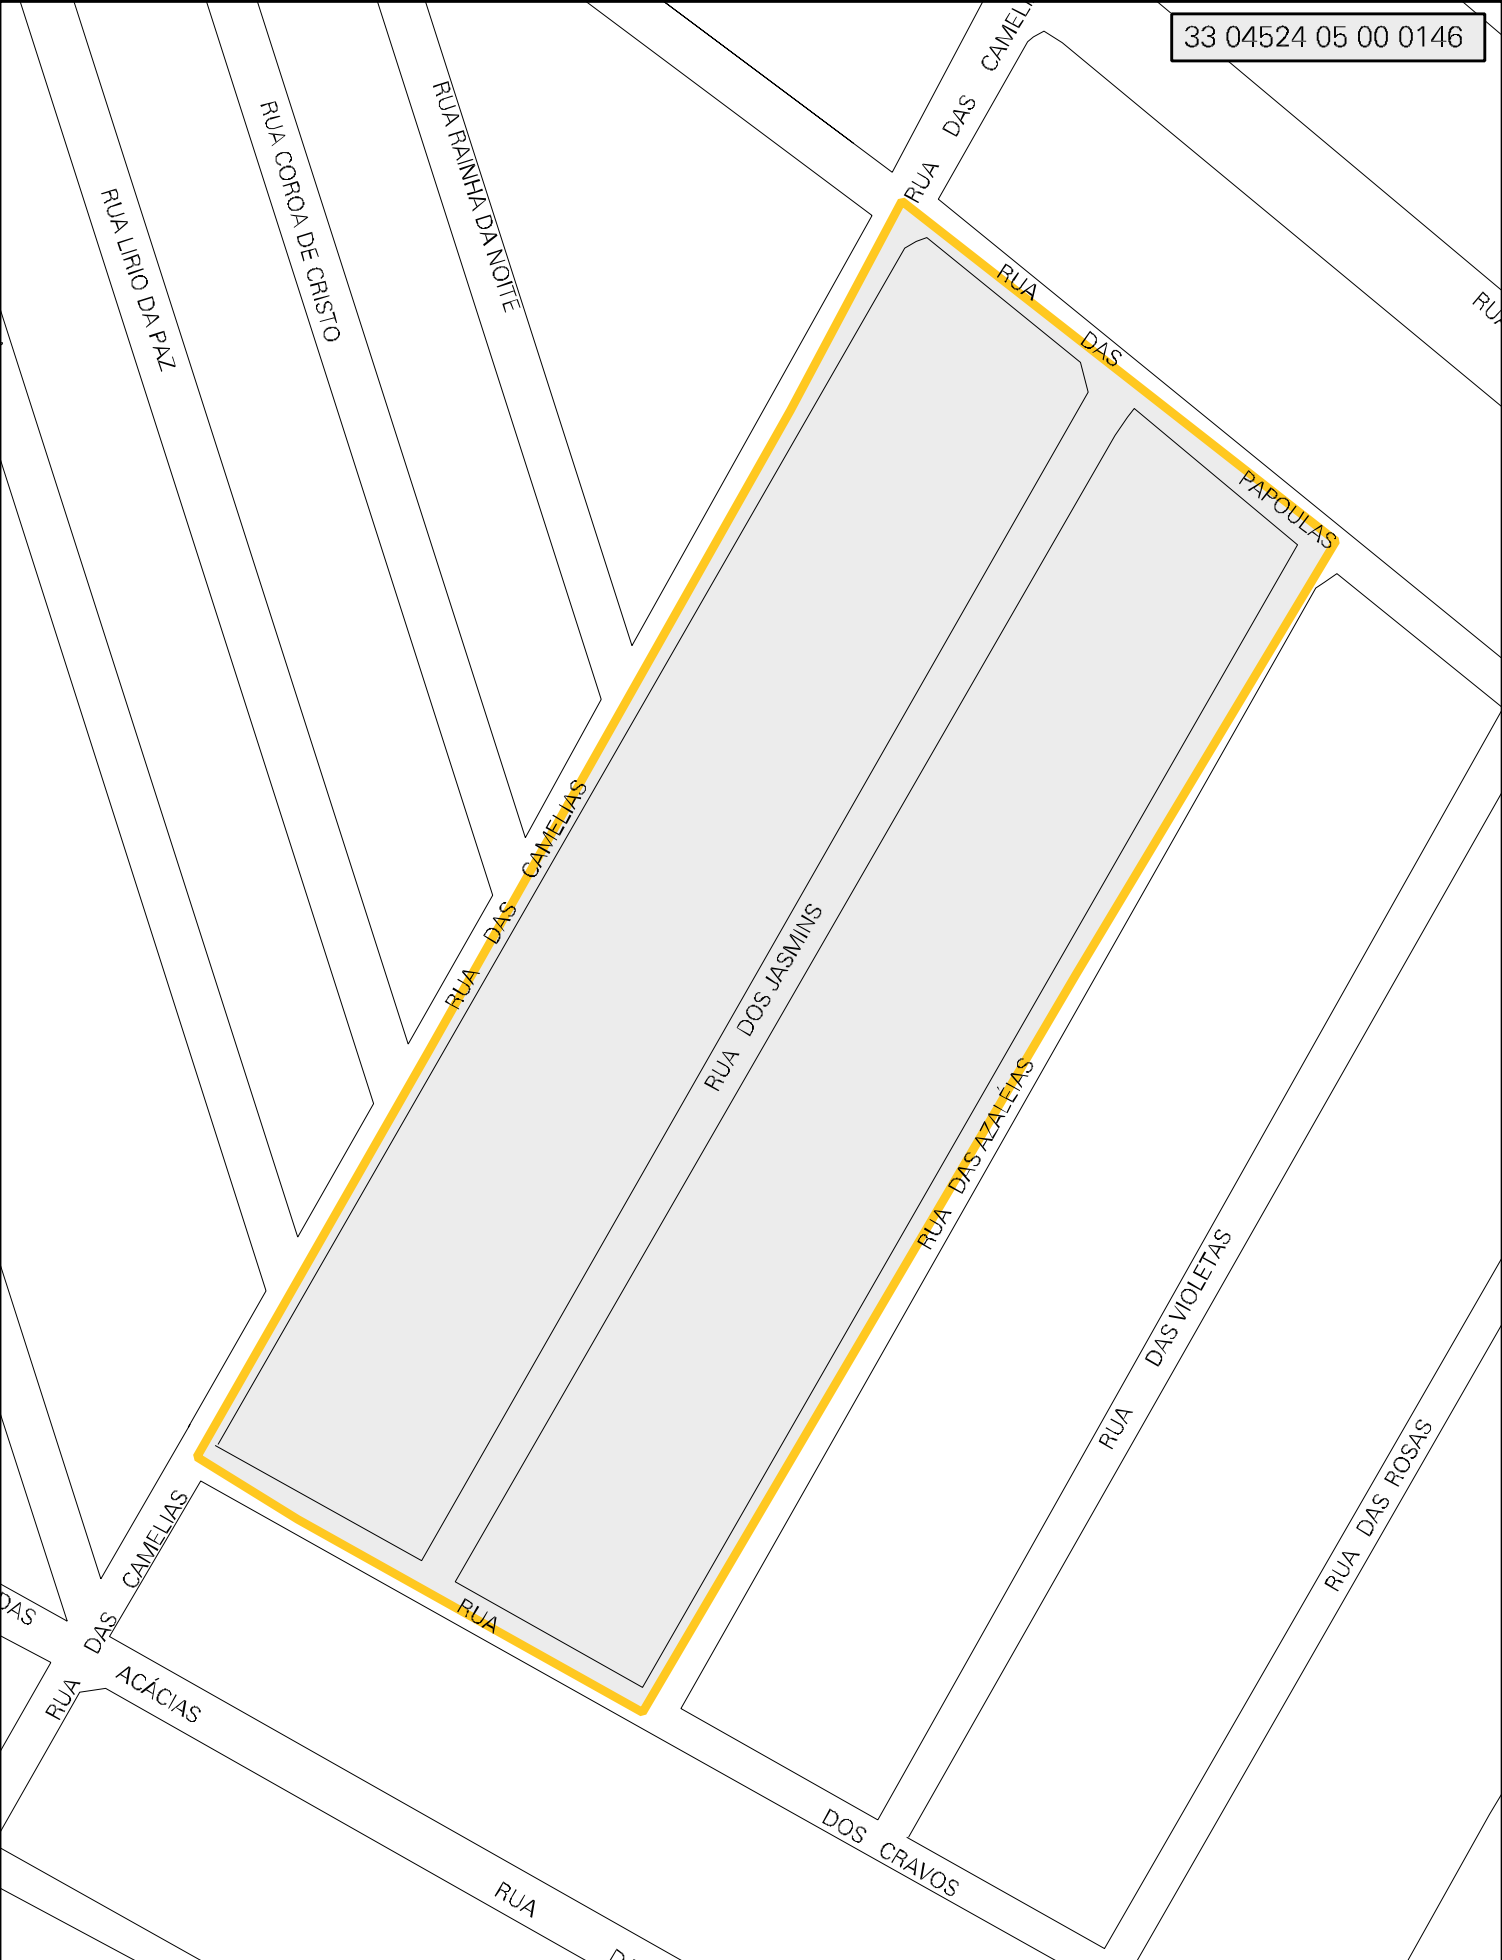 33 04524 05 00 0146
RUA DAS
RUA LIRIO DA PAZ
RUA COROA DE CRISTO
RUA RAINHA DA NOITE
RUA DAS PAPOULAS
RUA DAS CAMELIAS
RUA DOS JASMINS
RUA DAS AZALÉIAS
RUA DAS VIOLETAS
RUA DAS ROSAS
RUA DAS CAMELIAS
DAS ACÁCIAS
RUA DOS CRAVOS
RUA